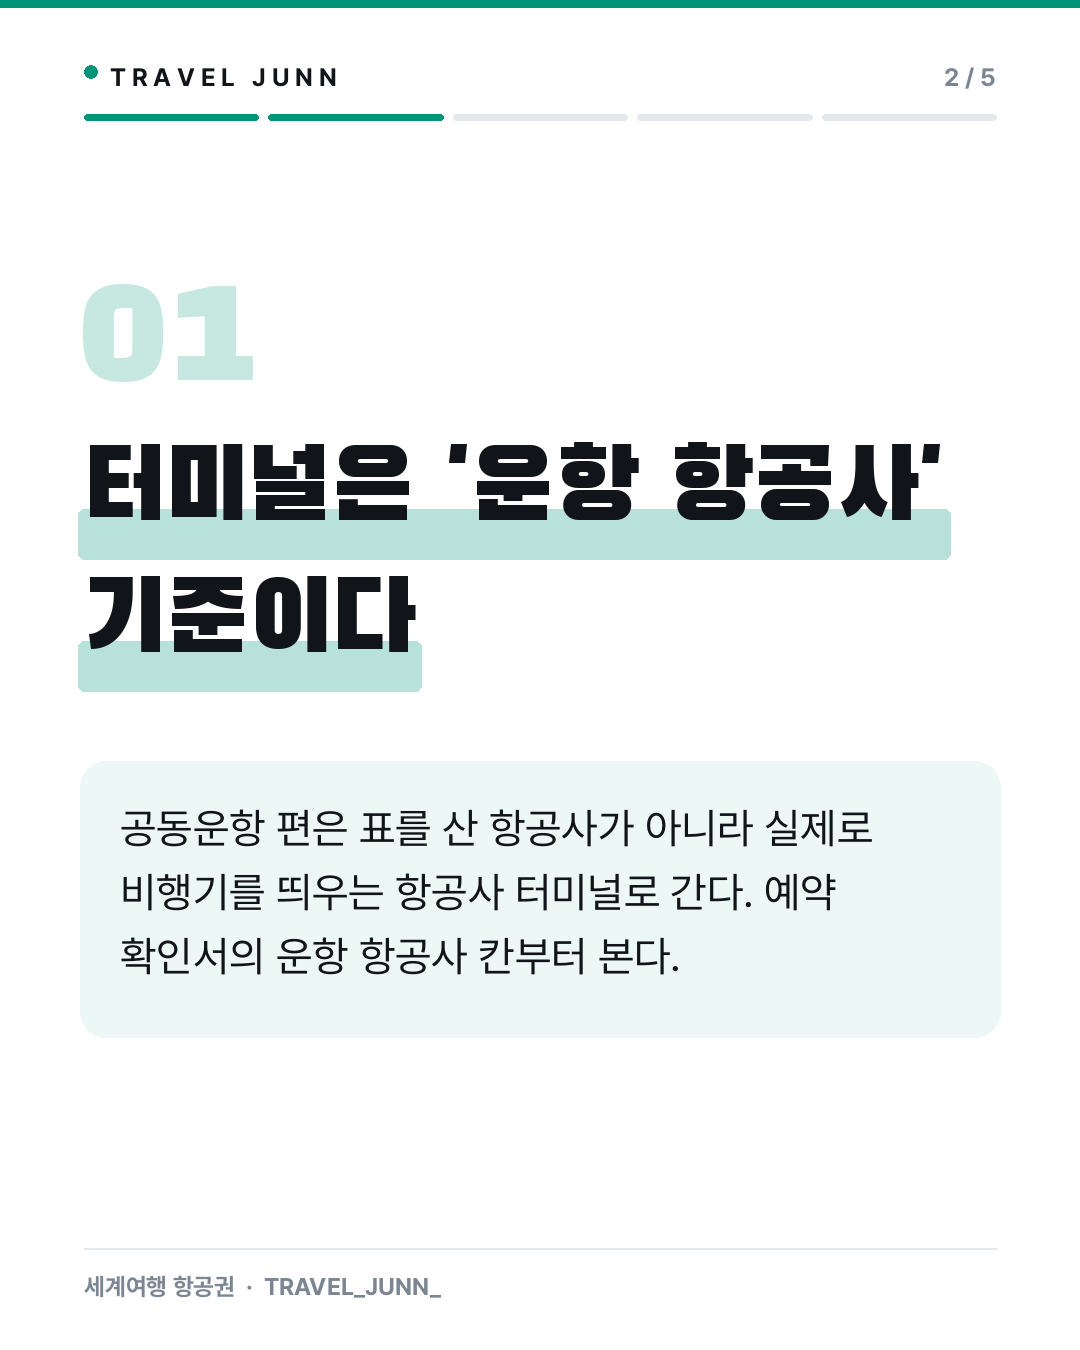 TRAVEL JUNN
2 / 5
01
터미널은 '운항 항공사'
기준이다
공동운항 편은 표를 산 항공사가 아니라 실제로
비행기를 띄우는 항공사 터미널로 간다. 예약
확인서의 운항 항공사 칸부터 본다.
세계여행 항공권 · TRAVEL_JUNN_